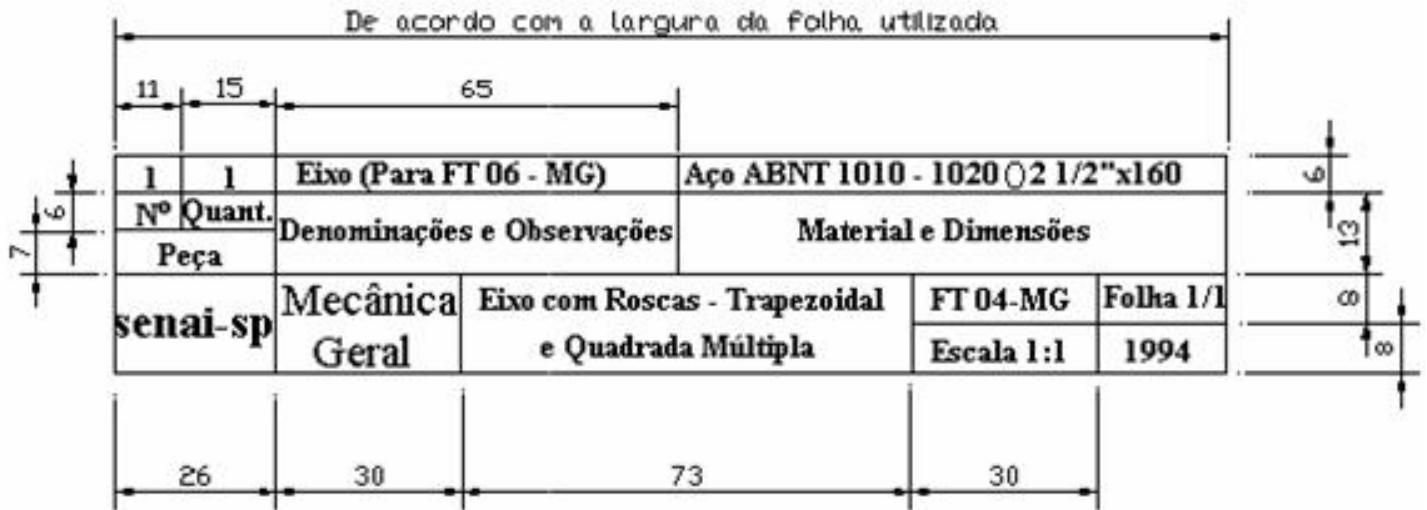 De acordo com a largura da folha utilizada
11 15 65
1 1 Eixo (Para FT 06 - MG) Aço ABNT 1010 - 1020 ○2 1/2"x160
6
6
Nº Quant.
Denominações e Observações Material e Dimensões
13
7
Peça
senai-sp
Mecânica
Geral
Eixo com Roscas - Trapezoidal
e Quadrada Múltipla
FT 04-MG Folha 1/1
Escala 1:1 1994
8
8
26 30 73 30